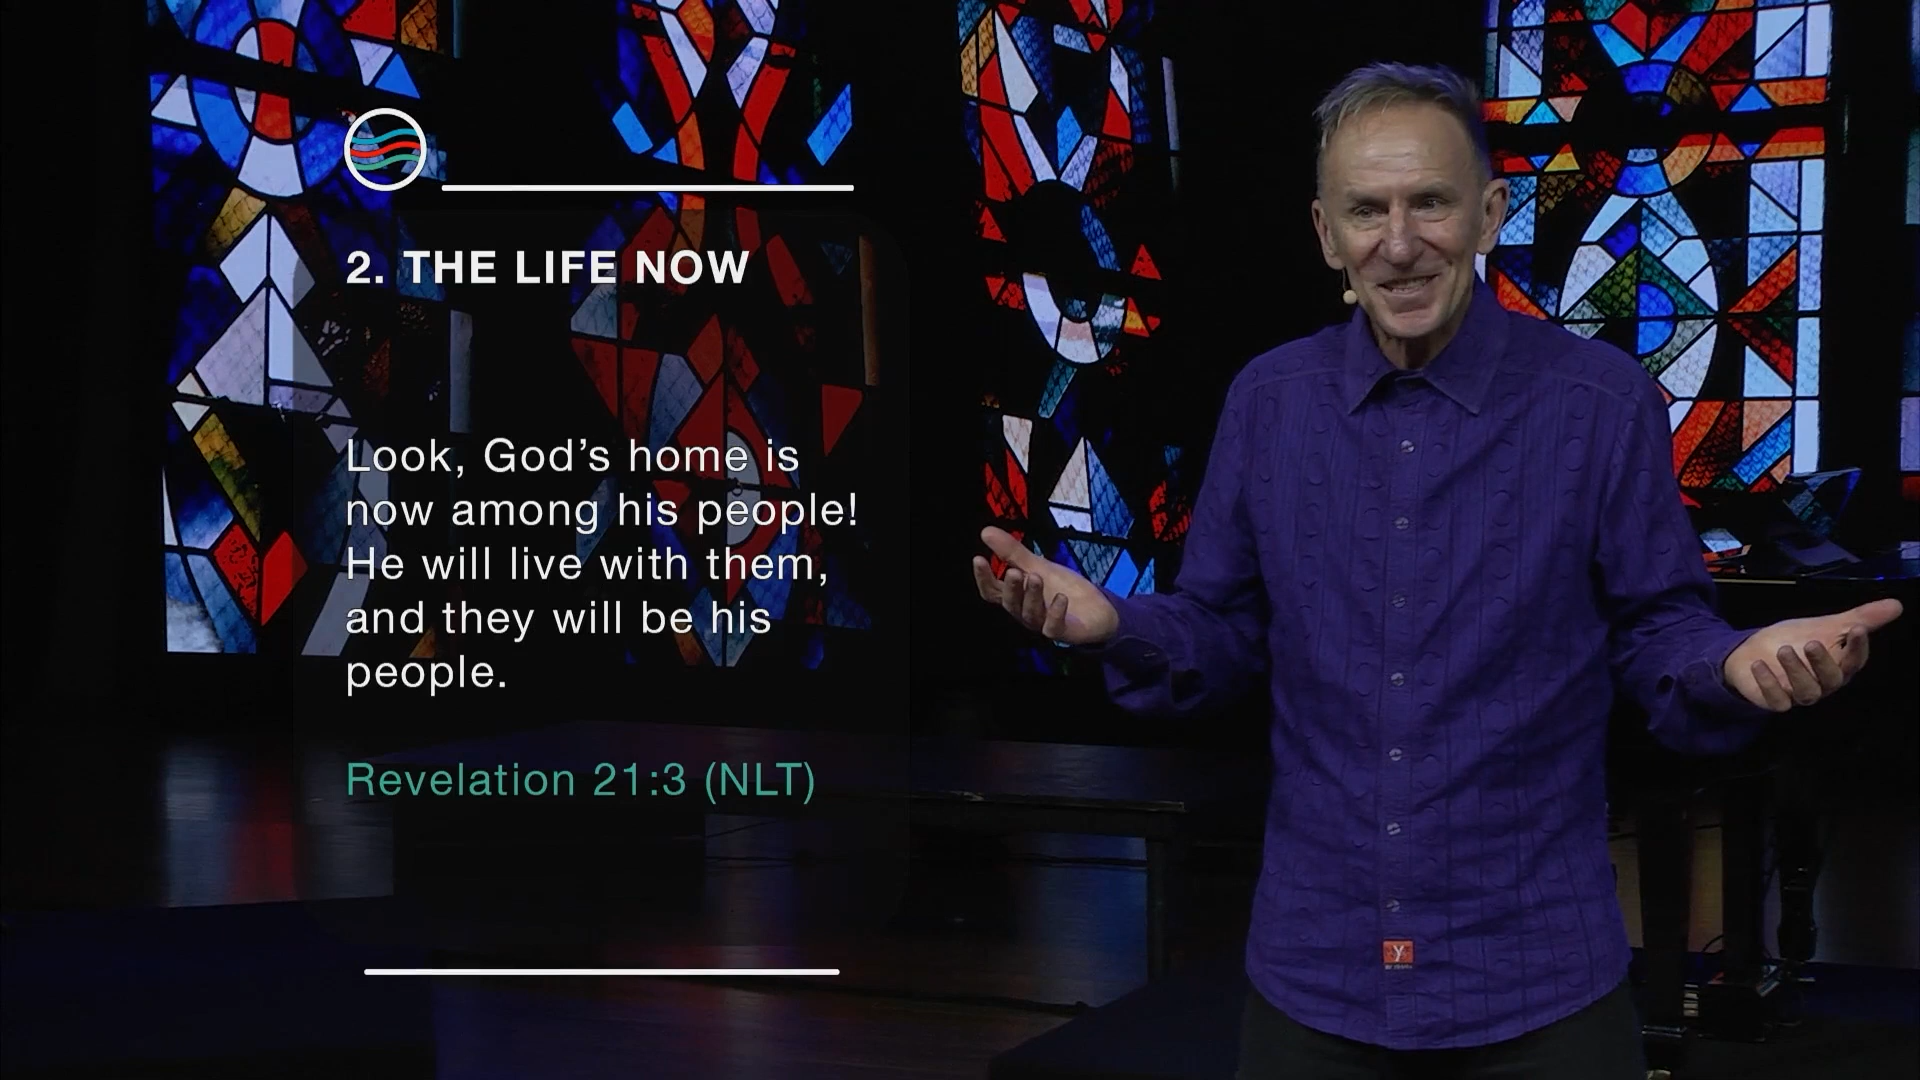 2. THE LIFE NOW
Look, God’s home is
now among his people!
He will live with them,
and they will be his
people.
Revelation 21:3 (NLT)
y